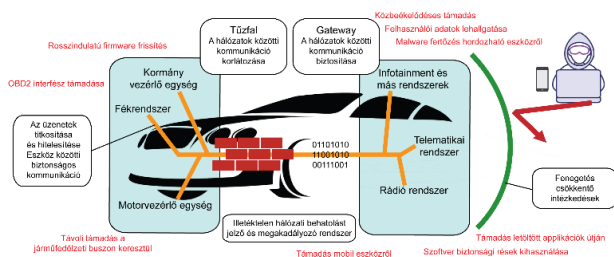 Közbeékelődéses támadás
Felhasználói adatok lehallgatása
Malware fertőzés hordozható eszközről
Rosszindulatú firmware frissítés
Tűzfal
A hálózatok közötti
kommunikáció
korlátozása
Gateway
A hálózatok közötti
kommunikáció
biztosítása
OBD2 interfész támadása
Kormány
vezérlő egység
Infotainment és
más rendszerek
Az üzenetek
titkosítása
és hitelesítése
Eszköz közötti
biztonságos
kommunikáció
Fékrendszer
01101010
11001010
00111001
Telematikai
rendszer
Motorvezérlő egység
Rádió rendszer
Fenegetős
csökkentő
intézkedések
Illetéktelen hálózati behatolást
jelző és megakadályozó rendszer
Távoli támadás a
járműfedőlzeti buszon keresztül
Támadás mobil eszközről
Támadás letöltött applikációk útján
Szoftver biztonsági rések kihasználása